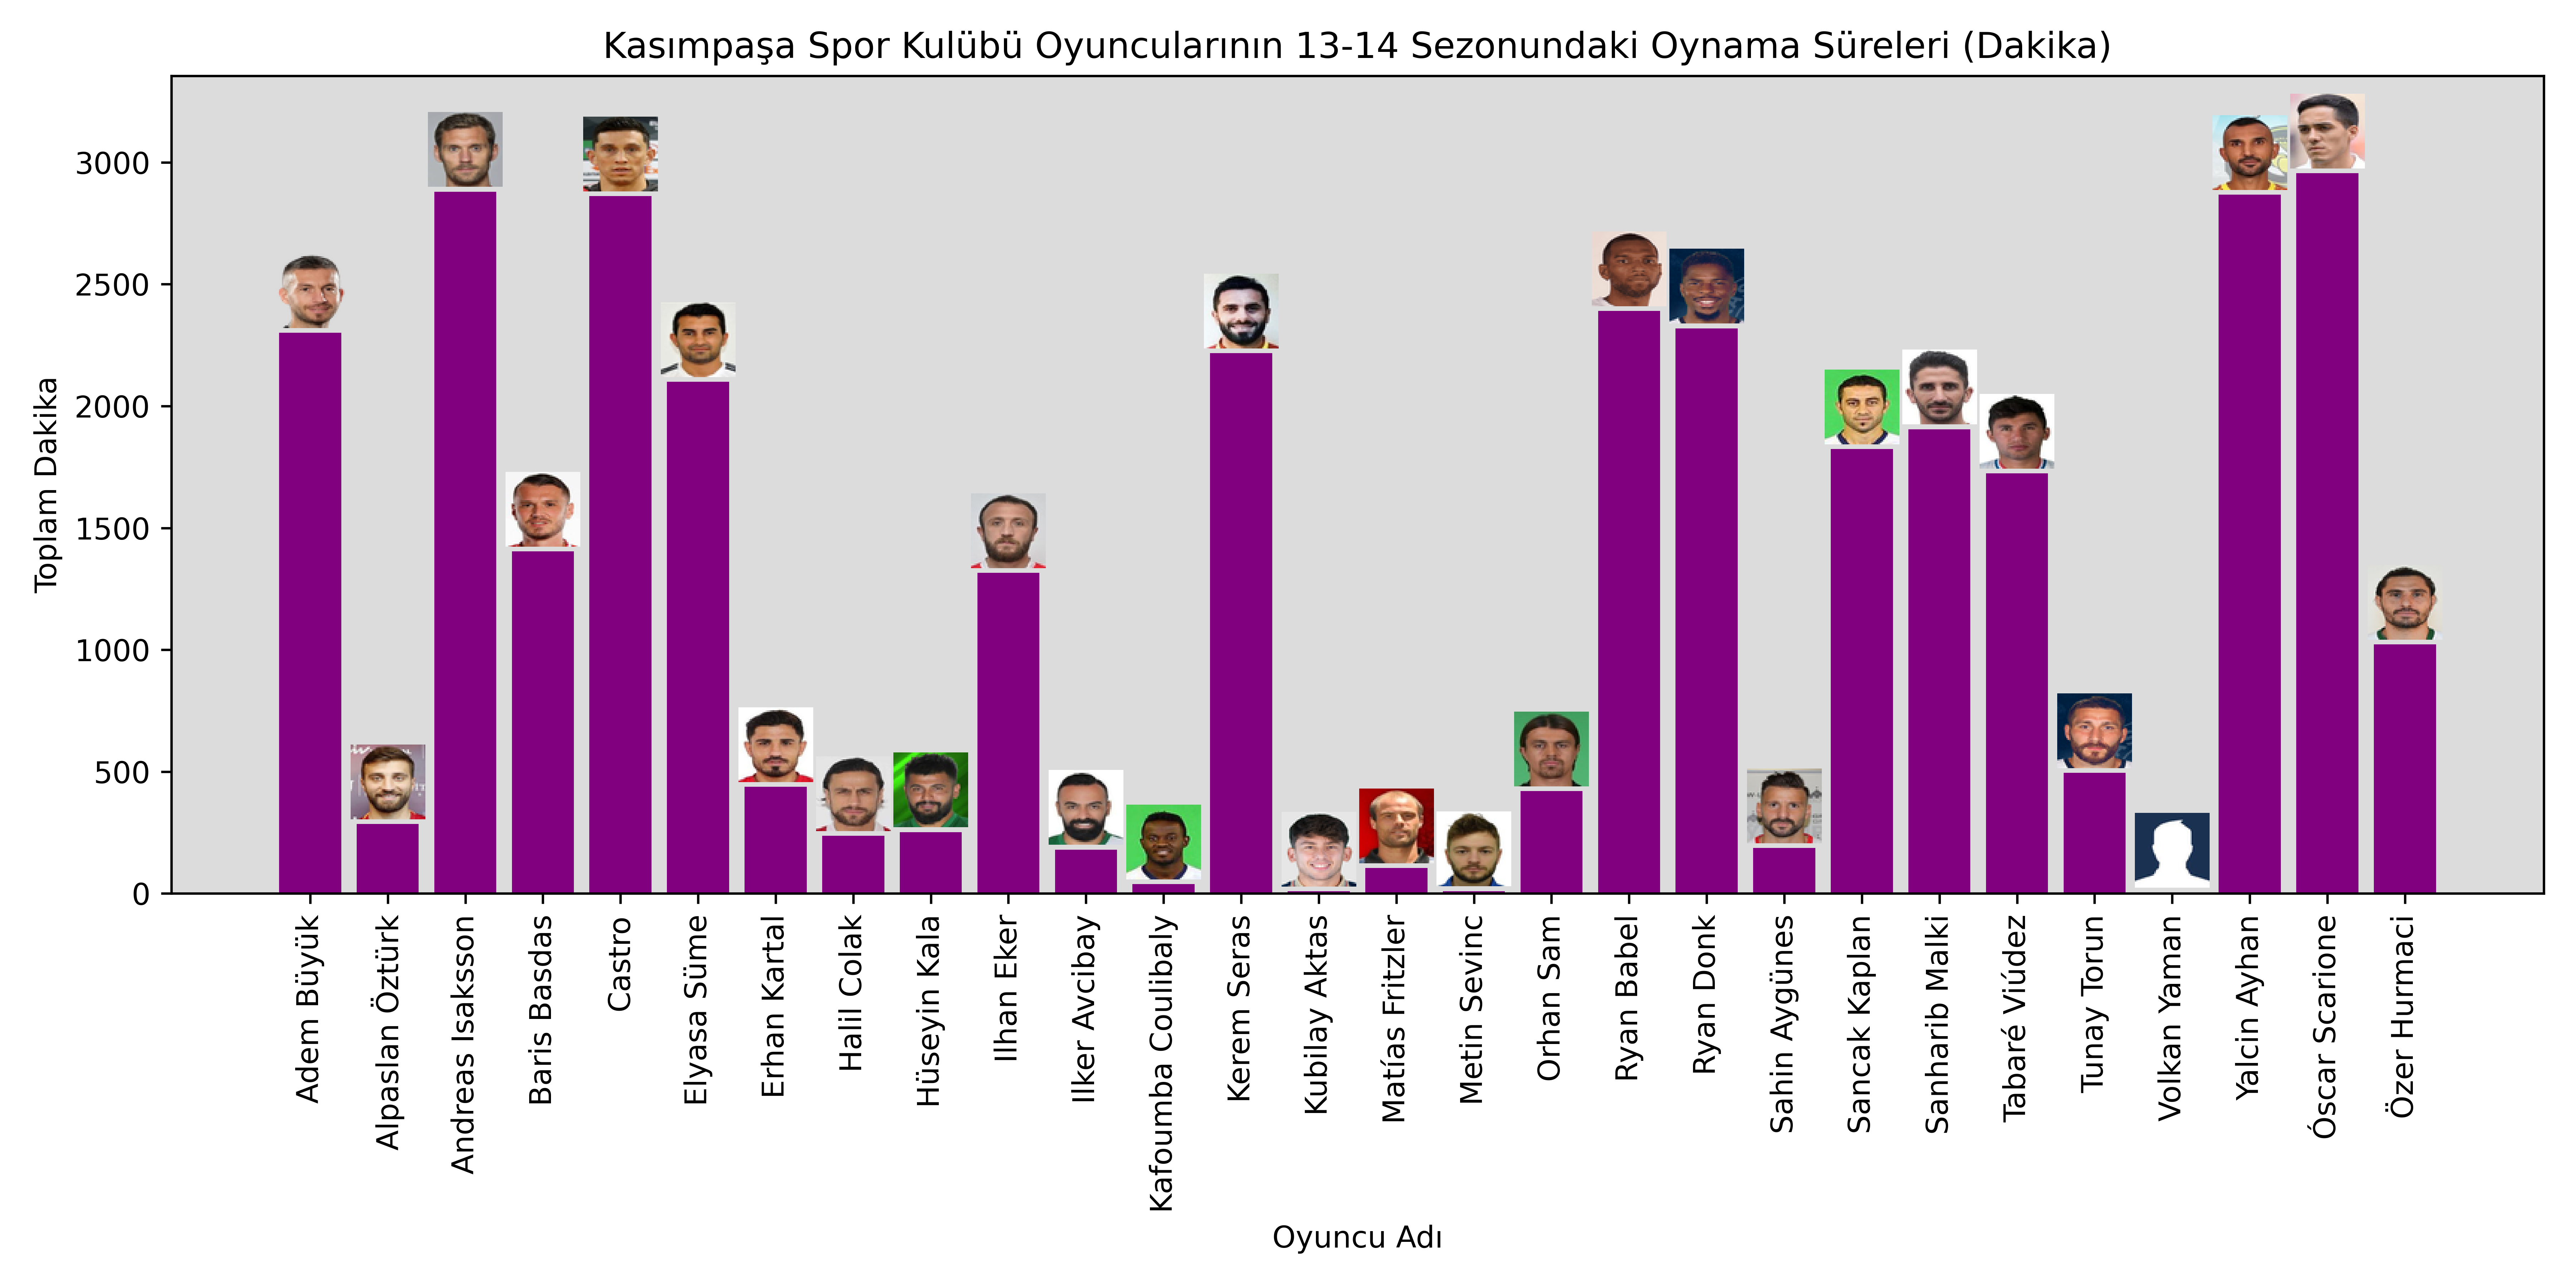 Kasımpaşa Spor Kulübü Oyuncularının 13-14 Sezonundaki Oynama Süreleri (Dakika)
Toplam Dakika
3000
2500
2000
1500
1000
500
0
Adem Büyük
Alpaslan Öztürk
Andreas Isaksson
Baris Basdas
Castro
Elyasa Süme
Erhan Kartal
Halil Colak
Hüseyin Kala
Ilhan Eker
Ilker Avcibay
Kafoumba Coulibaly
Kerem Seras
Kubilay Aktas
Matías Fritzler
Metin Sevinc
Orhan Sam
Ryan Babel
Ryan Donk
Sahin Aygünes
Sancak Kaplan
Sanharib Malki
Tabaré Viúdez
Tunay Torun
Volkan Yaman
Yalcin Ayhan
Óscar Scarione
Özer Hurmaci
Oyuncu Adı